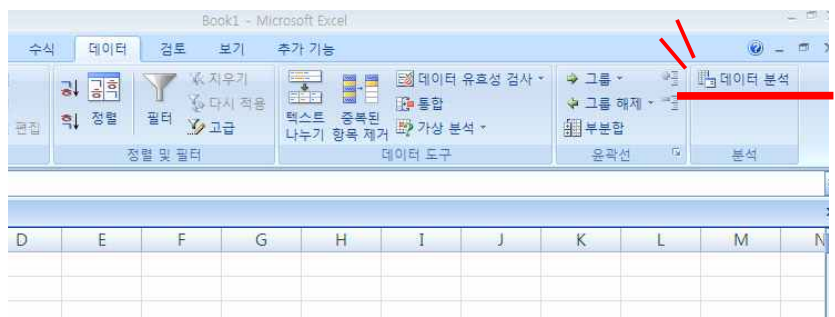 Book1 - Microsoft Excel
수식 데이터 검토 보기 추가 기능
편집
정렬
필터
지우기
다시 적용
고급
텍스트 나누기
중복된 항목 제거
데이터 유효성 검사
통합
가상 분석
그룹
그룹 해제
부분합
데이터 분석
정렬 및 필터 데이터 도구 윤곽선 분석
D E F G H I J K L M N